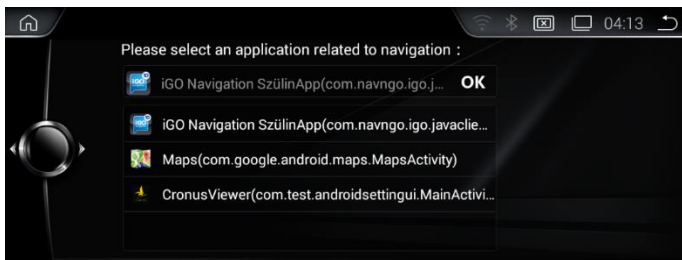 04:13
Please select an application related to navigation :
iGO Navigation SzülinApp(com.navngo.igo.j... OK
iGO Navigation SzülinApp(com.navngo.igo.javaclie...
Maps(com.google.android.maps.MapsActivity)
CronusViewer(com.test.androidsettingui.MainActivi...